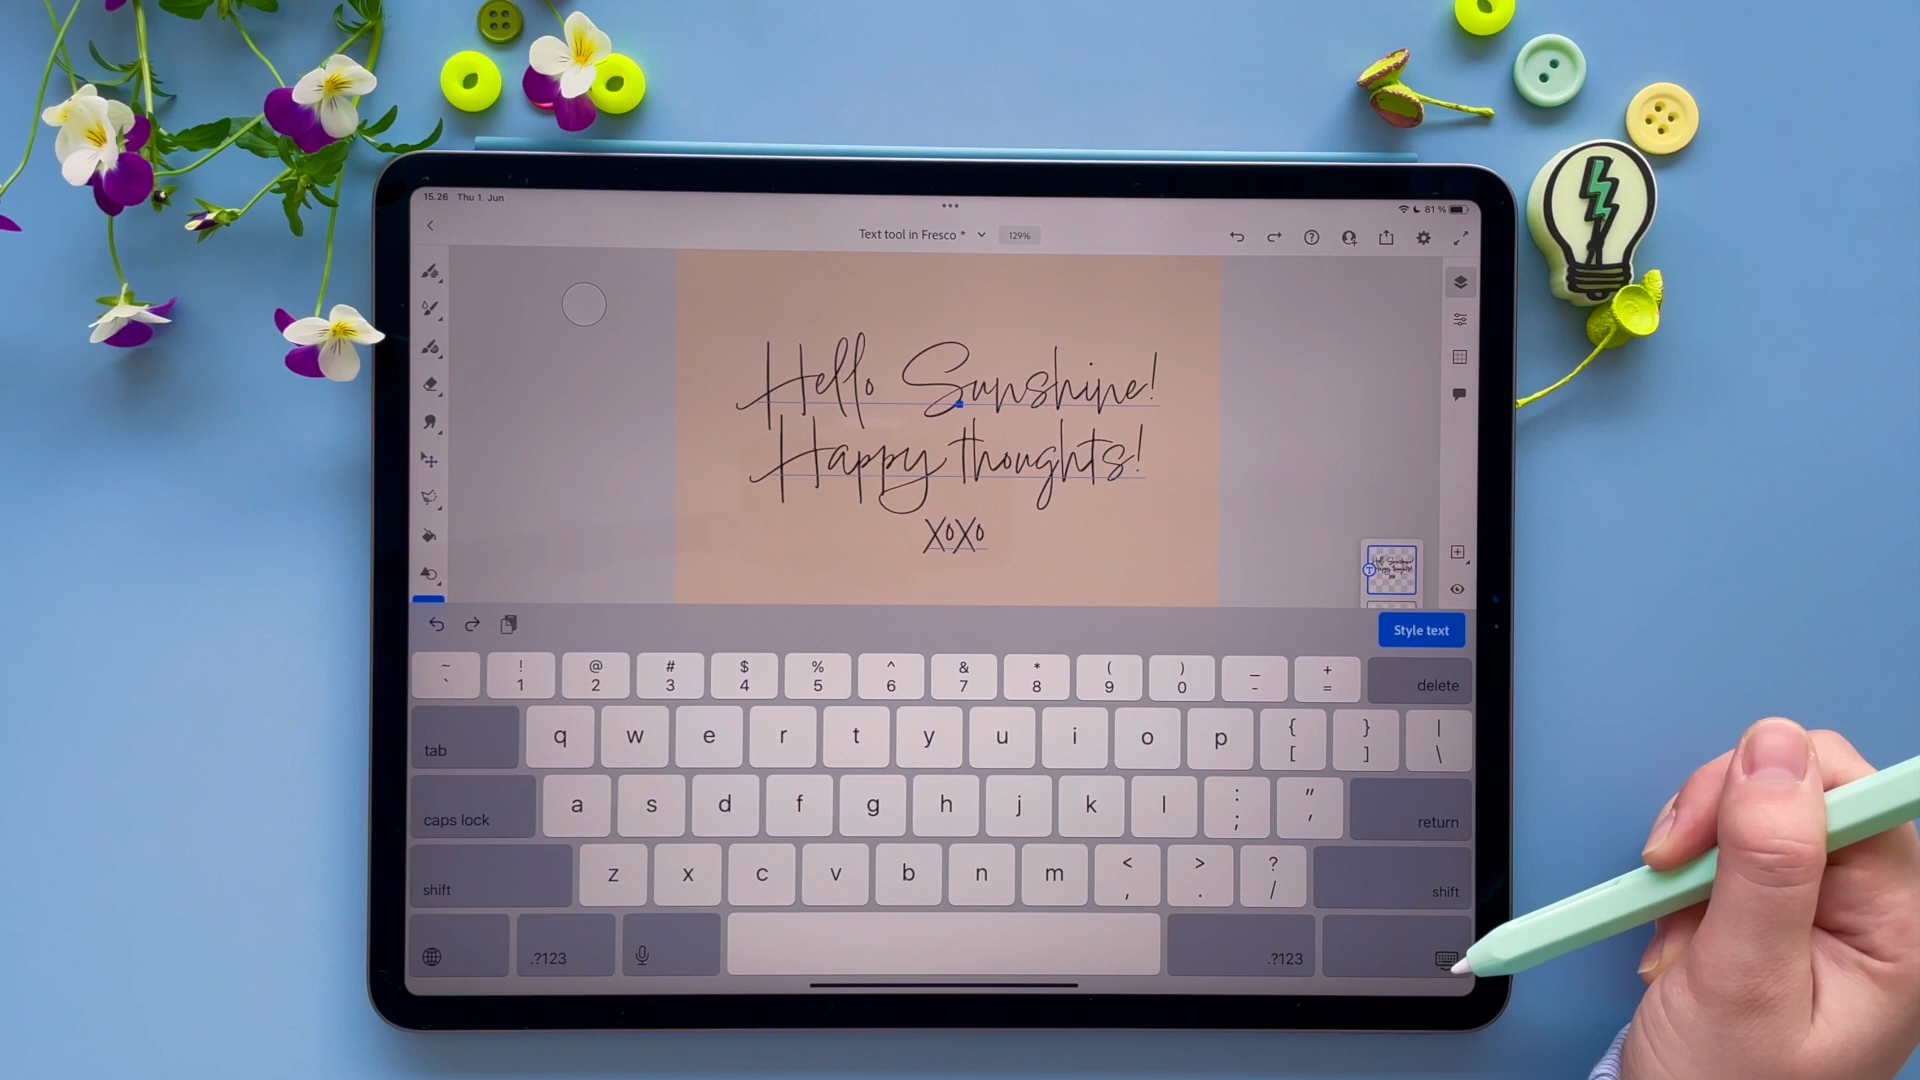 15.26 Thu 1. Jun
81 %
Text tool in Fresco *
129%
Hello Sunshine!
Happy thoughts!
XoXo
Style text
~ ! @ # $ % ^ & * ( ) _ +
` 1 2 3 4 5 6 7 8 9 0 - = delete
tab q w e r t y u i o p { [ } ] | \
caps lock a s d f g h j k l : ; " ' return
shift z x c v b n m < , > . ? / shift
.?123 .?123